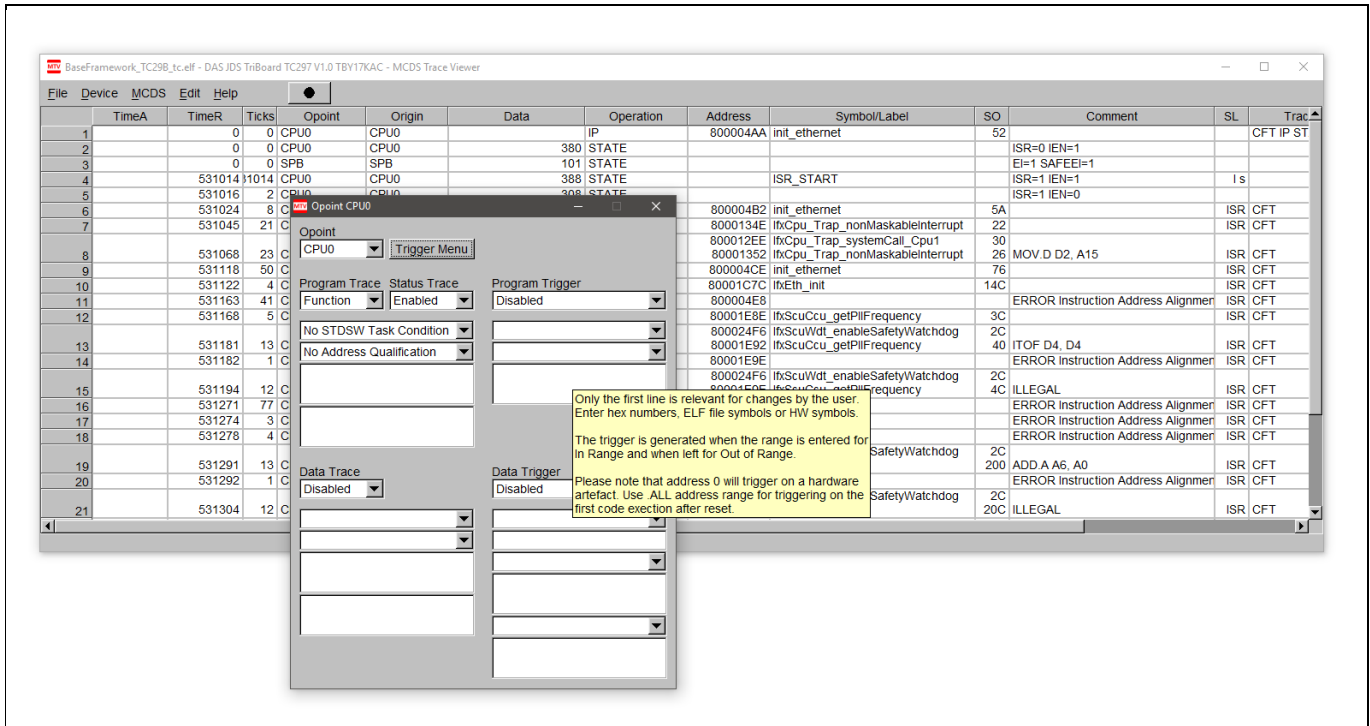 MTV BaseFramework_TC29B_tc.elf - DAS JDS TriBoard TC297 V1.0 TBY17KAC - MCDS Trace Viewer
File Device MCDS Edit Help
TimeA TimeR Ticks Opoint Origin Data Operation Address Symbol/Label SO Comment SL Trac
1 0 0 CPU0 CPU0 IP 800004AA init_ethernet 52 CFT IP ST
2 0 0 CPU0 CPU0 380 STATE ISR=0 IEN=1
3 0 0 SPB SPB 101 STATE EI=1 SAFEEI=1
4 531014 31014 CPU0 CPU0 388 STATE ISR_START ISR=1 IEN=1 I s
5 531016 2 CPU0 CPU0 308 STATE ISR=1 IEN=0
6 531024 8 C 800004B2 init_ethernet 5A ISR CFT
7 531045 21 C 8000134E IfxCpu_Trap_nonMaskableInterrupt 22 ISR CFT
800012EE IfxCpu_Trap_systemCall_Cpu1 30
8 531068 23 C 80001352 IfxCpu_Trap_nonMaskableInterrupt 26 MOV.D D2, A15 ISR CFT
9 531118 50 C 800004CE init_ethernet 76 ISR CFT
10 531122 4 C 80001C7C IfxEth_init 14C ISR CFT
11 531163 41 C 800004E8 ERROR Instruction Address Alignmen ISR CFT
12 531168 5 C 80001E8E IfxScuCcu_getPllFrequency 3C ISR CFT
800024F6 IfxScuWdt_enableSafetyWatchdog 2C
13 531181 13 C 80001E92 IfxScuCcu_getPllFrequency 40 ITOF D4, D4 ISR CFT
14 531182 1 C 80001E9E ERROR Instruction Address Alignmen ISR CFT
800024F6 IfxScuWdt_enableSafetyWatchdog 2C
15 531194 12 C 80001E9E IfxScuCcu_getPllFrequency 4C ILLEGAL ISR CFT
16 531271 77 C ERROR Instruction Address Alignmen ISR CFT
17 531274 3 C ERROR Instruction Address Alignmen ISR CFT
18 531278 4 C ERROR Instruction Address Alignmen ISR CFT
SafetyWatchdog 2C
19 531291 13 C 200 ADD.A A6, A0 ISR CFT
20 531292 1 C ERROR Instruction Address Alignmen ISR CFT
SafetyWatchdog 2C
21 531304 12 C 20C ILLEGAL ISR CFT
MTV Opoint CPU0
Opoint
CPU0 Trigger Menu
Program Trace Status Trace Program Trigger
Function Enabled Disabled
No STDSW Task Condition
No Address Qualification
Data Trace Data Trigger
Disabled Disabled
Only the first line is relevant for changes by the user.
Enter hex numbers, ELF file symbols or HW symbols.
The trigger is generated when the range is entered for
In Range and when left for Out of Range.
Please note that address 0 will trigger on a hardware
artefact. Use .ALL address range for triggering on the
first code exection after reset.